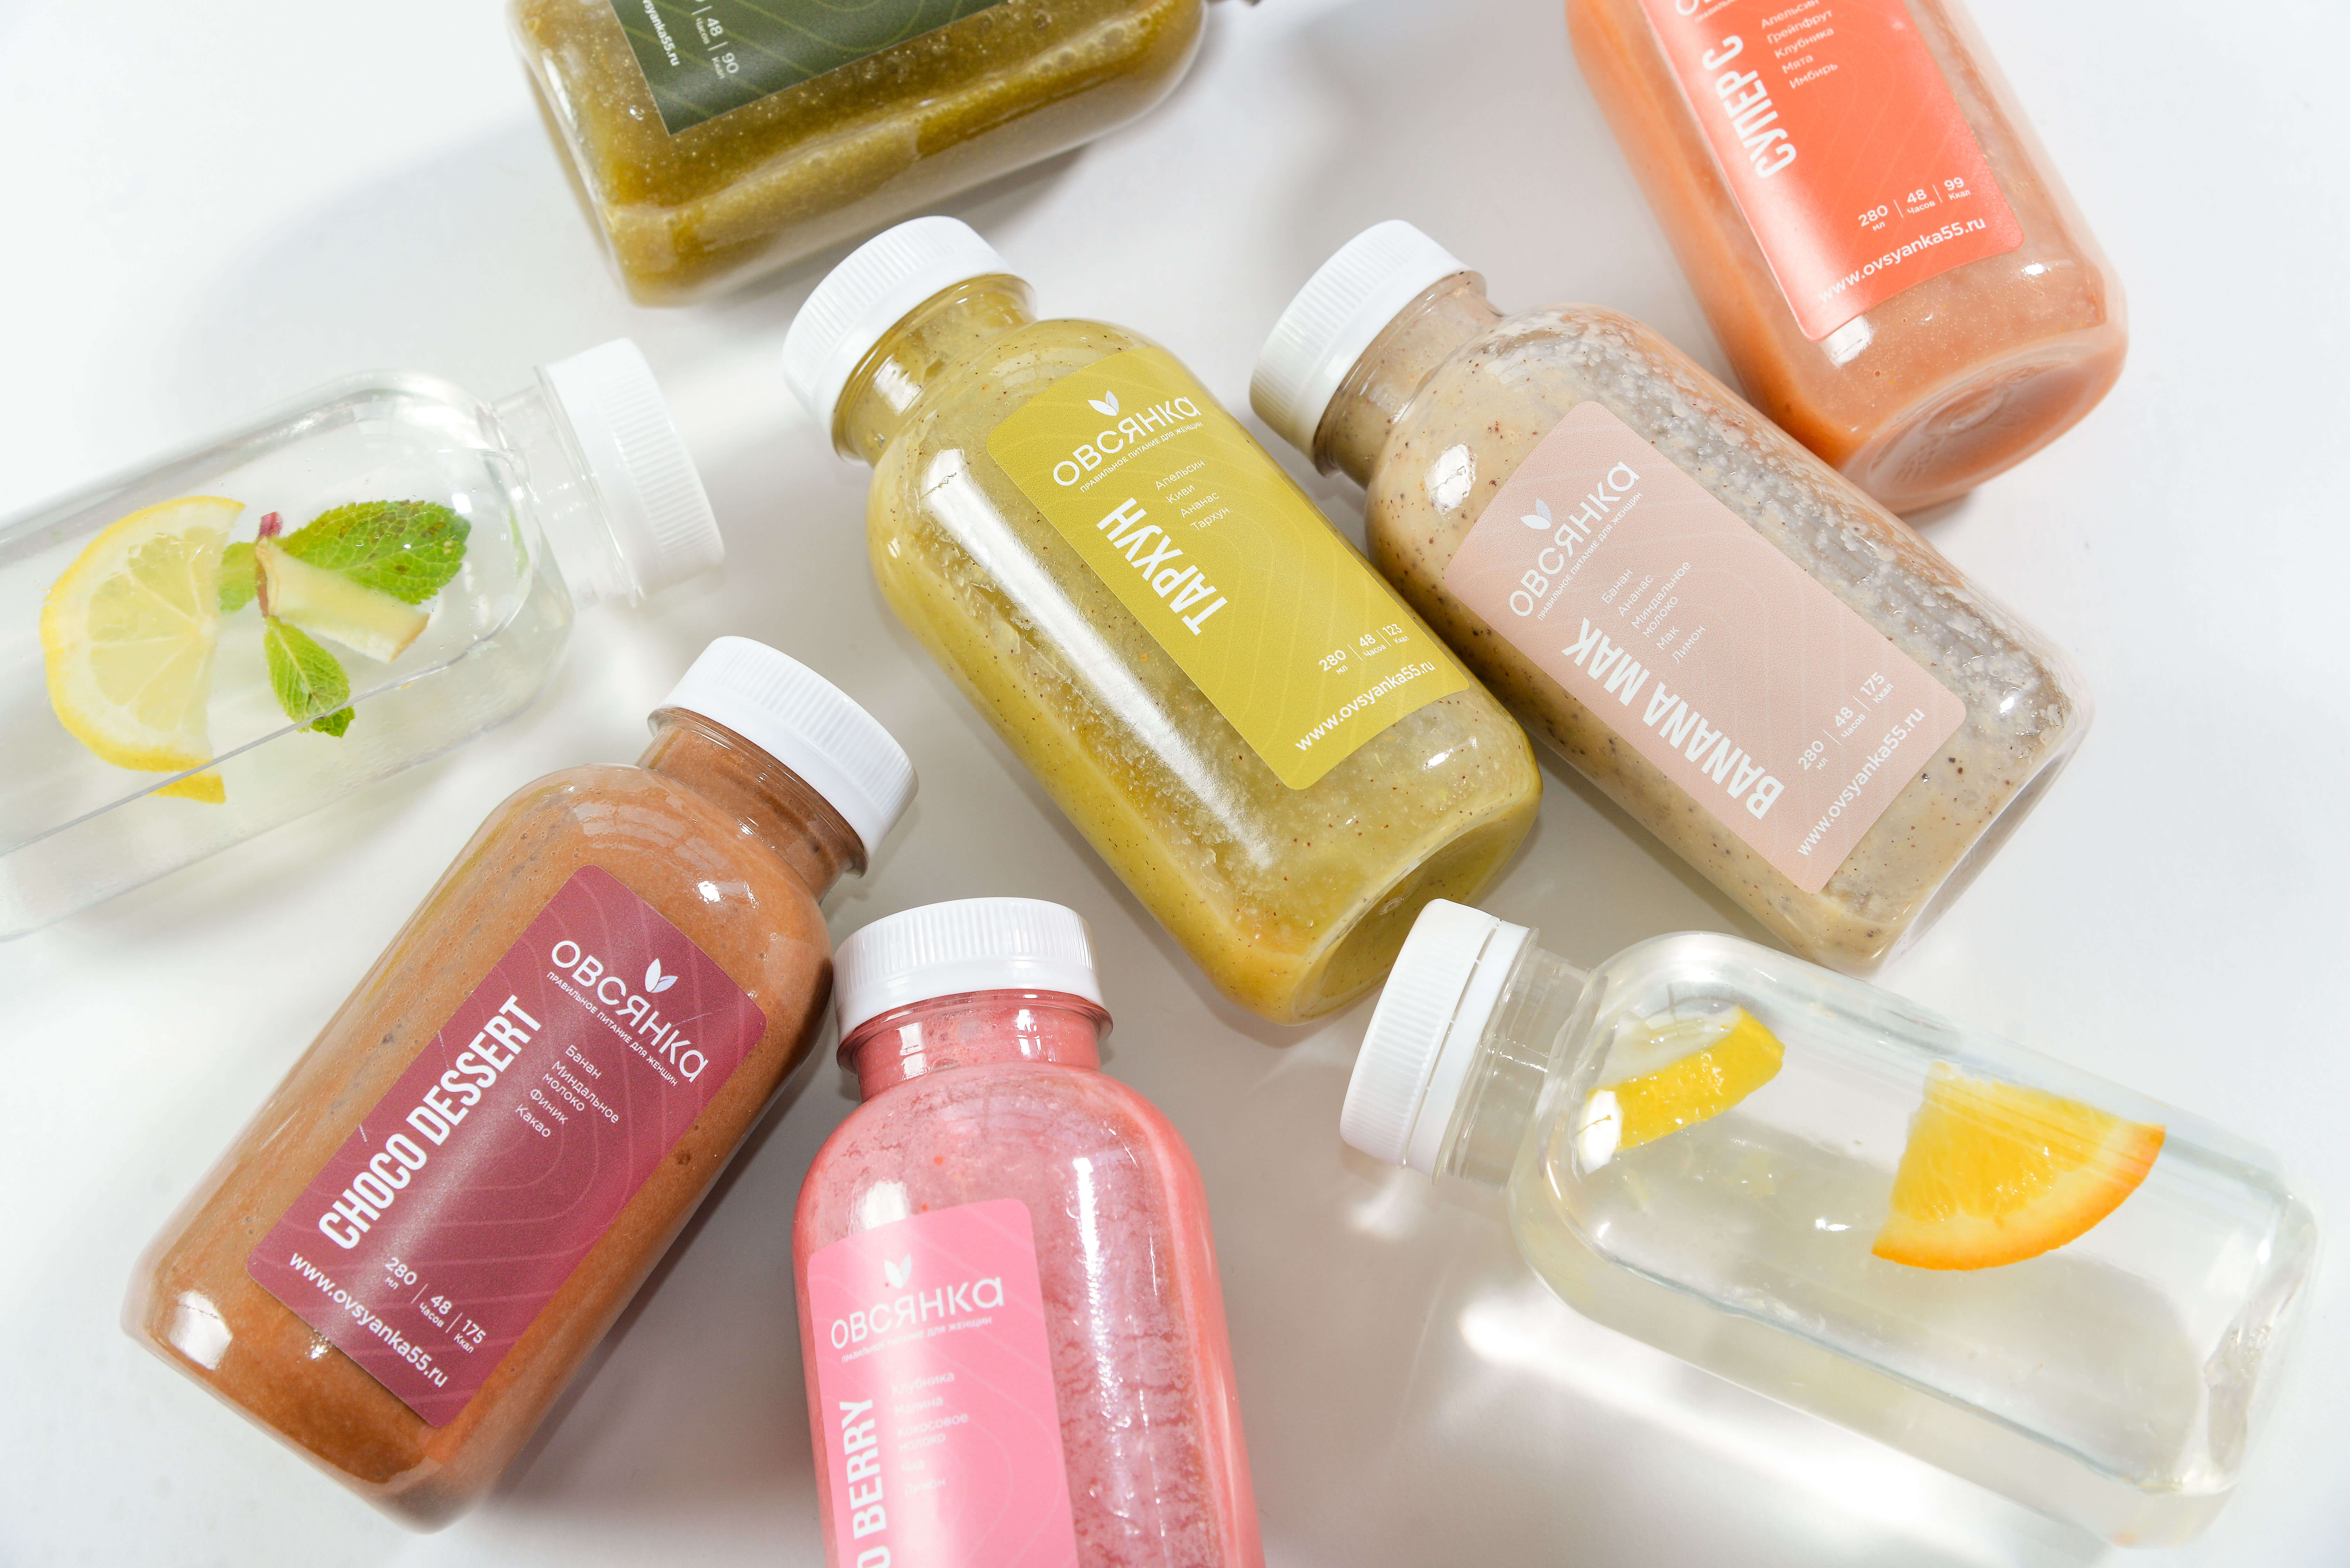 48 | 90
Часов
Ккал
Апельсин
Грейпфрут
Клубника
Мята
Имбирь
СУПЕР С
280 | 48 | 99
мл Часов Ккал
www.ovsyanka55.ru
ОВСЯНКА
ПРАВИЛЬНОЕ ПИТАНИЕ ДЛЯ ЖЕНЩИН
Апельсин
Киви
Ананас
Тархун
ТАРХУН
280 | 48 | 123
мл Часов Ккал
www.ovsyanka55.ru
ОВСЯНКА
ПРАВИЛЬНОЕ ПИТАНИЕ ДЛЯ ЖЕНЩИН
Банан
Ананас
Миндальное
молоко
Мак
Лимон
BANANA МАК
280 | 48 | 175
мл Часов Ккал
www.ovsyanka55.ru
ОВСЯНКА
ПРАВИЛЬНОЕ ПИТАНИЕ ДЛЯ ЖЕНЩИН
Банан
Миндальное
молоко
Финик
Какао
CHOCO DESSERT
280 | 48 | 175
мл Часов Ккал
www.ovsyanka55.ru
ОВСЯНКА
ПРАВИЛЬНОЕ ПИТАНИЕ ДЛЯ ЖЕНЩИН
Клубника
Малина
Кокосовое
молоко
Лимон
BERRY